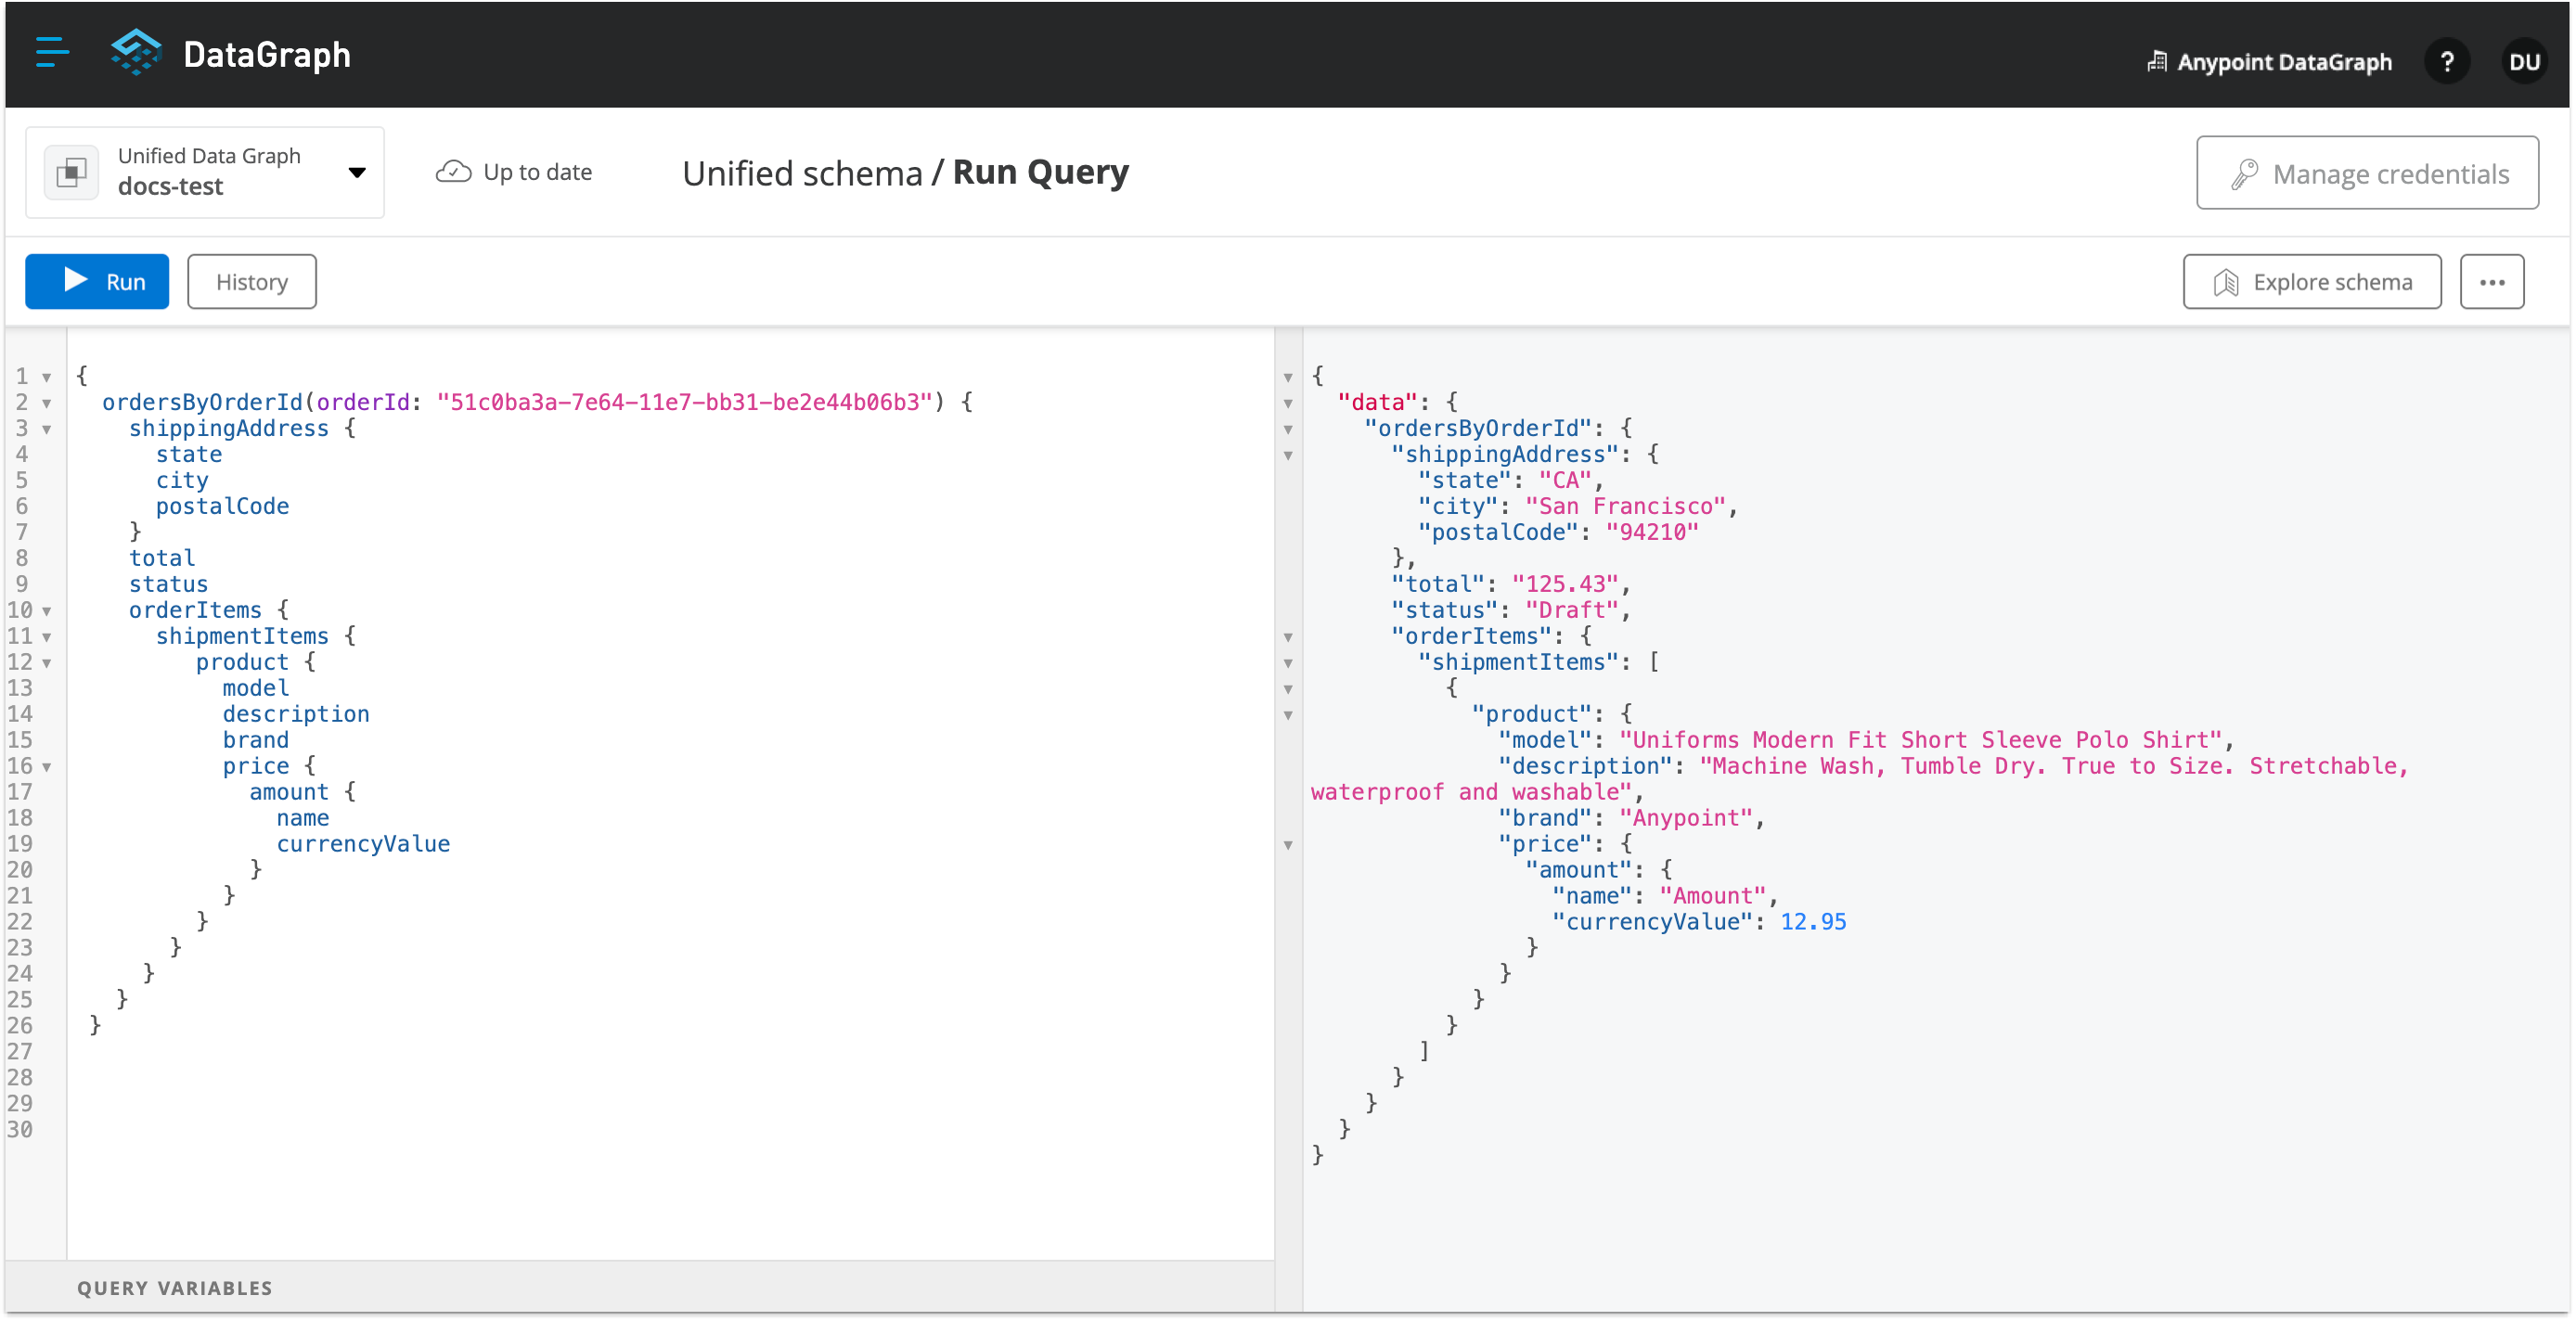 DataGraph
Anypoint DataGraph
?
DU
Unified Data Graph
docs-test
Up to date
Unified schema / Run Query
Manage credentials
Run
History
Explore schema
...
1 {
2   ordersByOrderId(orderId: "51c0ba3a-7e64-11e7-bb31-be2e44b06b3") {
3     shippingAddress {
4       state
5       city
6       postalCode
7     }
8     total
9     status
10     orderItems {
11       shipmentItems {
12          product {
13            model
14            description
15            brand
16            price {
17              amount {
18                name
19                currencyValue
20              }
21            }
22          }
23        }
24      }
25    }
26  }
27
28
29
30
QUERY VARIABLES
{
  "data": {
    "ordersByOrderId": {
      "shippingAddress": {
        "state": "CA",
        "city": "San Francisco",
        "postalCode": "94210"
      },
      "total": "125.43",
      "status": "Draft",
      "orderItems": {
        "shipmentItems": [
          {
            "product": {
              "model": "Uniforms Modern Fit Short Sleeve Polo Shirt",
              "description": "Machine Wash, Tumble Dry. True to Size. Stretchable,
waterproof and washable",
              "brand": "Anypoint",
              "price": {
                "amount": {
                  "name": "Amount",
                  "currencyValue": 12.95
                }
              }
            }
          }
        ]
      }
    }
  }
}